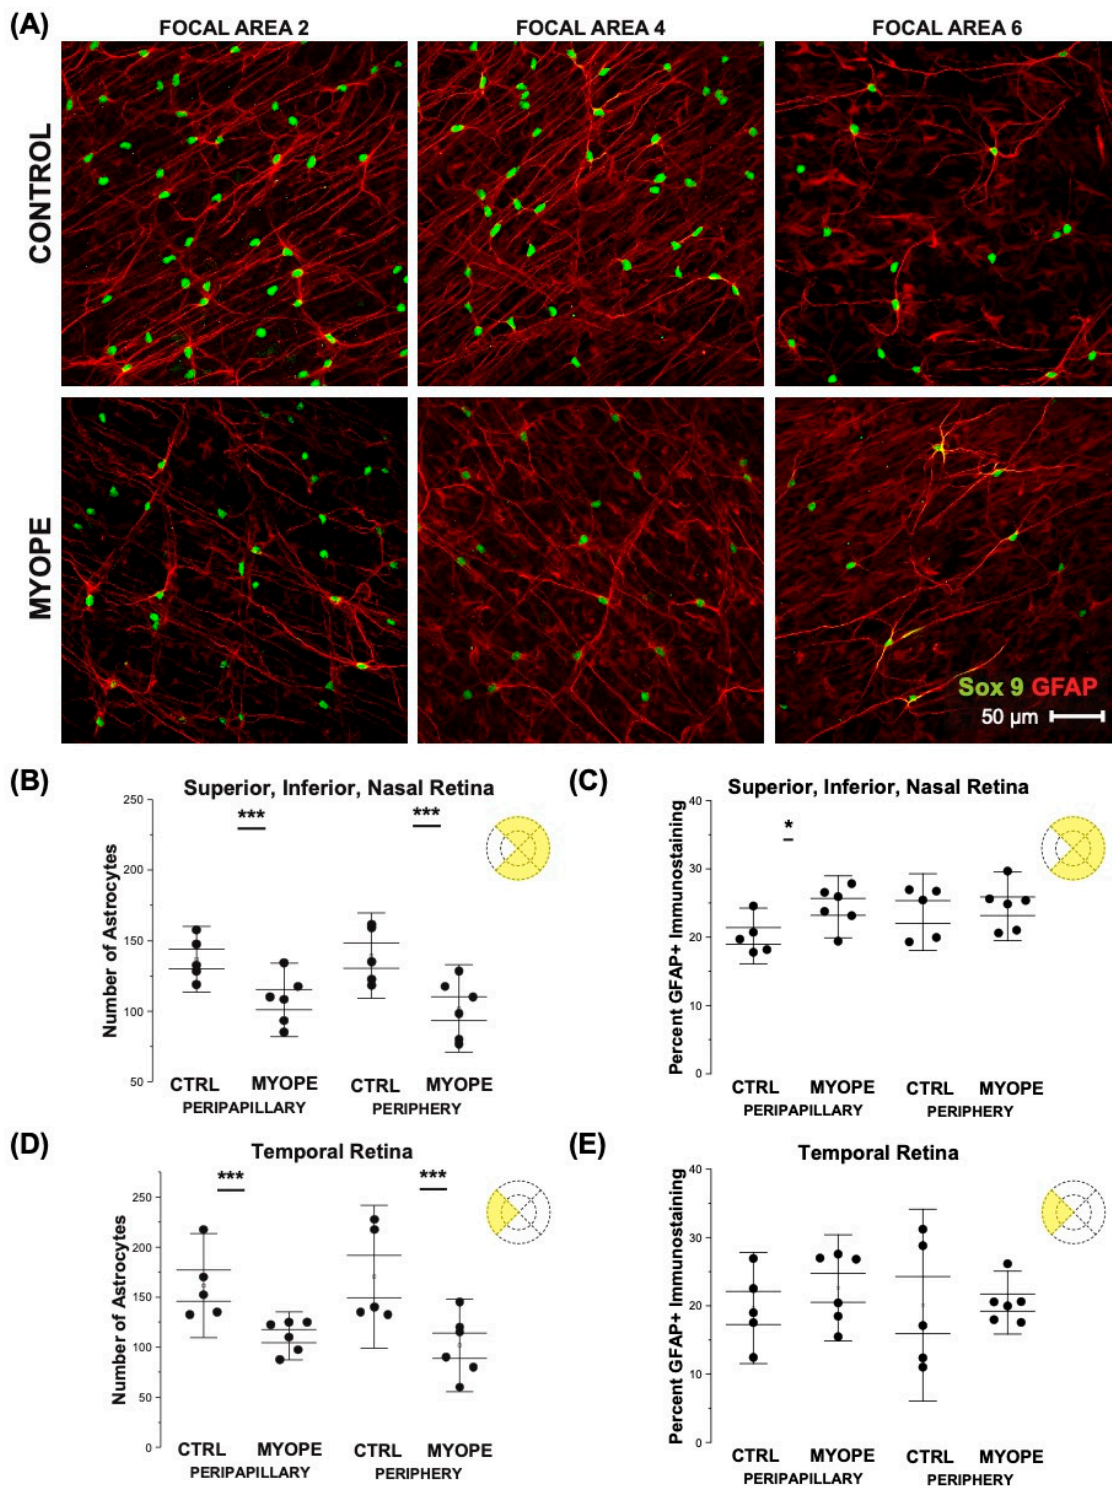 (A)
FOCAL AREA 2 FOCAL AREA 4 FOCAL AREA 6
CONTROL
MYOPE
Sox 9 GFAP
50 µm
(B)
Superior, Inferior, Nasal Retina
*** ***
Number of Astrocytes
250
200
150
100
50
CTRL MYOPE CTRL MYOPE
PERIPAPILLARY PERIPHERY
(C)
Superior, Inferior, Nasal Retina
*
Percent GFAP+ Immunostaining
40
30
20
10
0
CTRL MYOPE CTRL MYOPE
PERIPAPILLARY PERIPHERY
(D)
Temporal Retina
*** ***
Number of Astrocytes
250
200
150
100
50
0
CTRL MYOPE CTRL MYOPE
PERIPAPILLARY PERIPHERY
(E)
Temporal Retina
Percent GFAP+ Immunostaining
40
30
20
10
0
CTRL MYOPE CTRL MYOPE
PERIPAPILLARY PERIPHERY